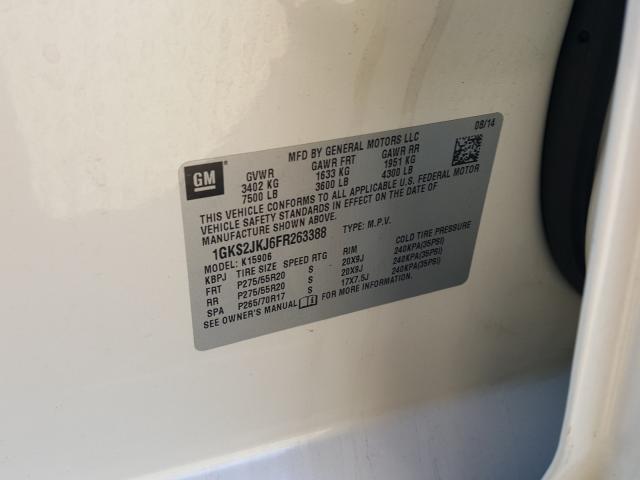 GM
MFD BY GENERAL MOTORS LLC 08/14
GVWR GAWR FRT GAWR RR
3402 KG 1633 KG 1951 KG
7500 LB 3600 LB 4300 LB
THIS VEHICLE CONFORMS TO ALL APPLICABLE U.S. FEDERAL MOTOR
VEHICLE SAFETY STANDARDS IN EFFECT ON THE DATE OF
MANUFACTURE SHOWN ABOVE.
1GKS2JKJ6FR263388 TYPE: M.P.V.
MODEL: K15906
KBPJ TIRE SIZE SPEED RTG RIM COLD TIRE PRESSURE
FRT P275/55R20 S 20X9J 240KPA(35PSI)
RR P275/55R20 S 20X9J 240KPA(35PSI)
SPA P265/70R17 S 17X7.5J 240KPA(35PSI)
SEE OWNER'S MANUAL FOR MORE INFORMATION.